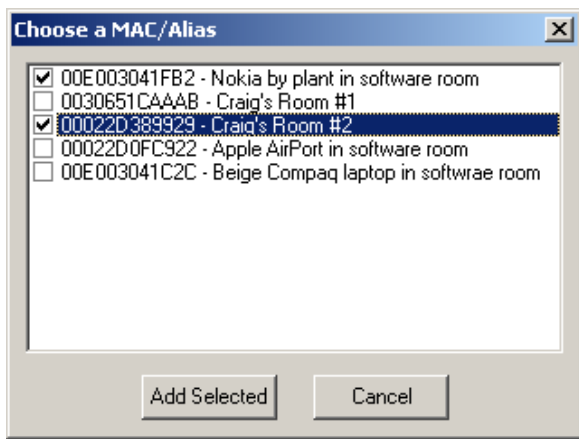 Choose a MAC/Alias
00E003041FB2 - Nokia by plant in software room
0030651CAAAB - Craig's Room #1
00022D389929 - Craig's Room #2
00022D0FC922 - Apple AirPort in software room
00E003041C2C - Beige Compaq laptop in softwrae room
Add Selected Cancel